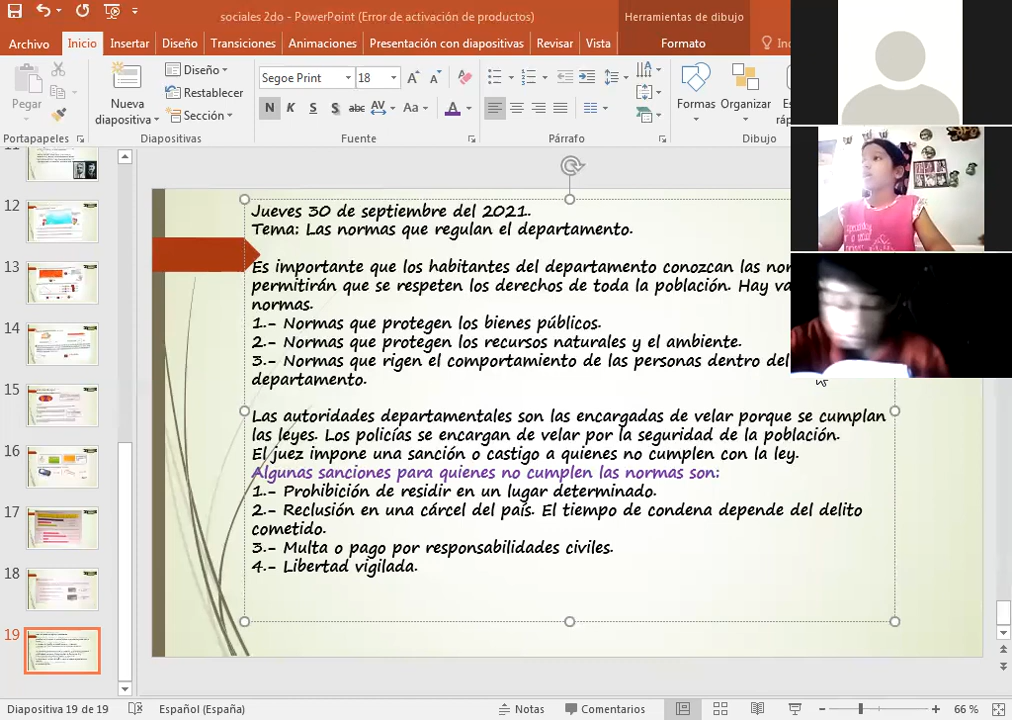 sociales 2do - PowerPoint (Error de activación de productos)
Herramientas de dibujo
Archivo Inicio Insertar Diseño Transiciones Animaciones Presentación con diapositivas Revisar Vista Formato
Pegar
Nueva diapositiva
Diseño
Restablecer
Sección
Segoe Print 18
N K S S abc AV Aa A
Formas Organizar
Portapapeles Diapositivas Fuente Párrafo Dibujo
12
13
14
15
16
17
18
19
Jueves 30 de septiembre del 2021.
Tema: Las normas que regulan el departamento.
Es importante que los habitantes del departamento conozcan las
permitirán que se respeten los derechos de toda la población. Hay
normas.
1.- Normas que protegen los bienes públicos.
2.- Normas que protegen los recursos naturales y el ambiente.
3.- Normas que rigen el comportamiento de las personas dentro del
departamento.
Las autoridades departamentales son las encargadas de velar porque se cumplan
las leyes. Los policías se encargan de velar por la seguridad de la población.
El juez impone una sanción o castigo a quienes no cumplen con la ley.
Algunas sanciones para quienes no cumplen las normas son:
1.- Prohibición de residir en un lugar determinado.
2.- Reclusión en una cárcel del país. El tiempo de condena depende del delito
cometido.
3.- Multa o pago por responsabilidades civiles.
4.- Libertad vigilada.
Diapositiva 19 de 19 Español (España) Notas Comentarios 66 %